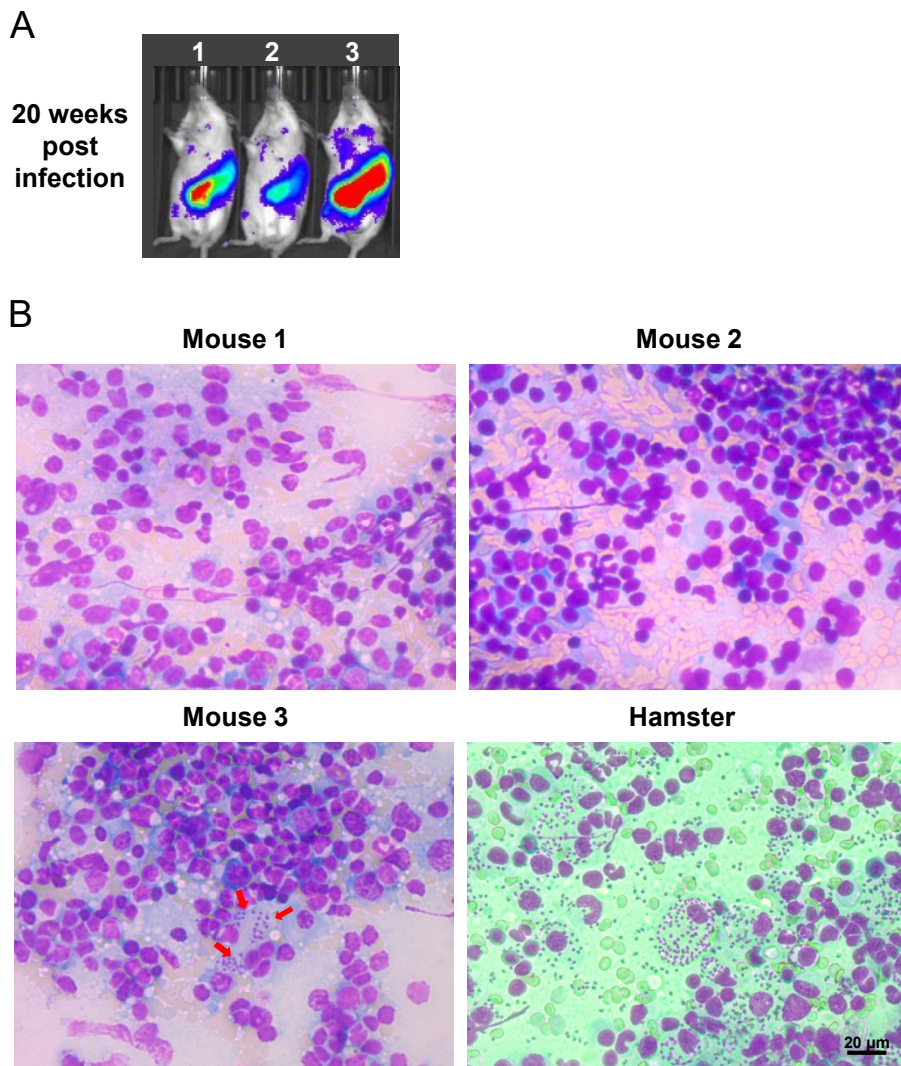 A
1 2 3
20 weeks
post
infection
B
Mouse 1
Mouse 2
Mouse 3
Hamster
20 µm